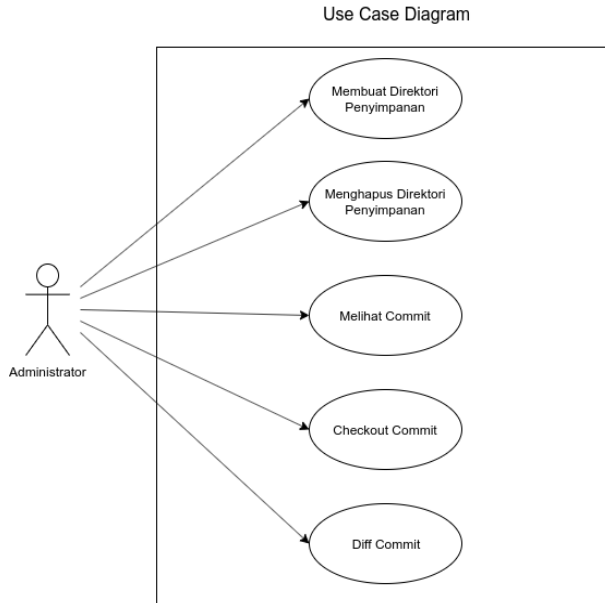 Use Case Diagram
Membuat Direktori
Penyimpanan
Menghapus Direktori
Penyimpanan
Melihat Commit
Administrator
Checkout Commit
Diff Commit